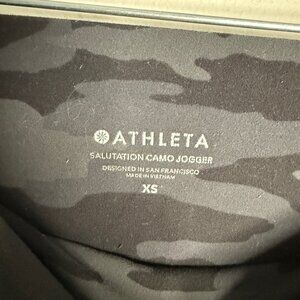 ATHLETA
SALUTATION CAMO JOGGER
DESIGNED IN SAN FRANCISCO
MADE IN VIETNAM
XS